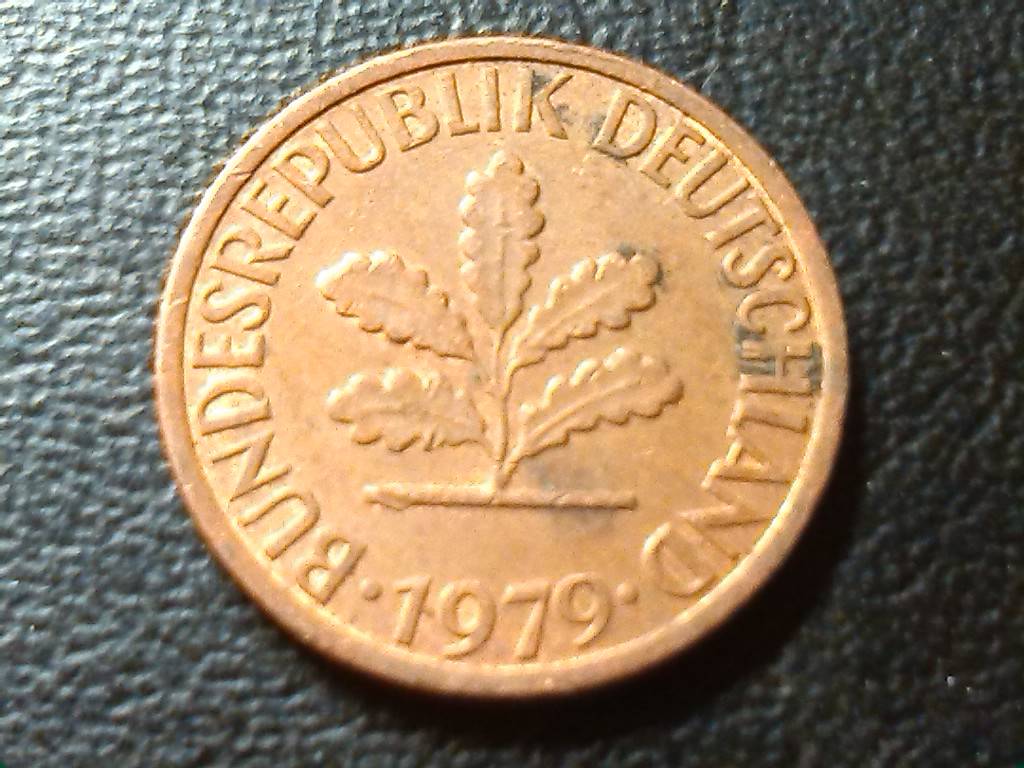 BUNDESREPUBLIK DEUTSCHLAND
· 1979 ·